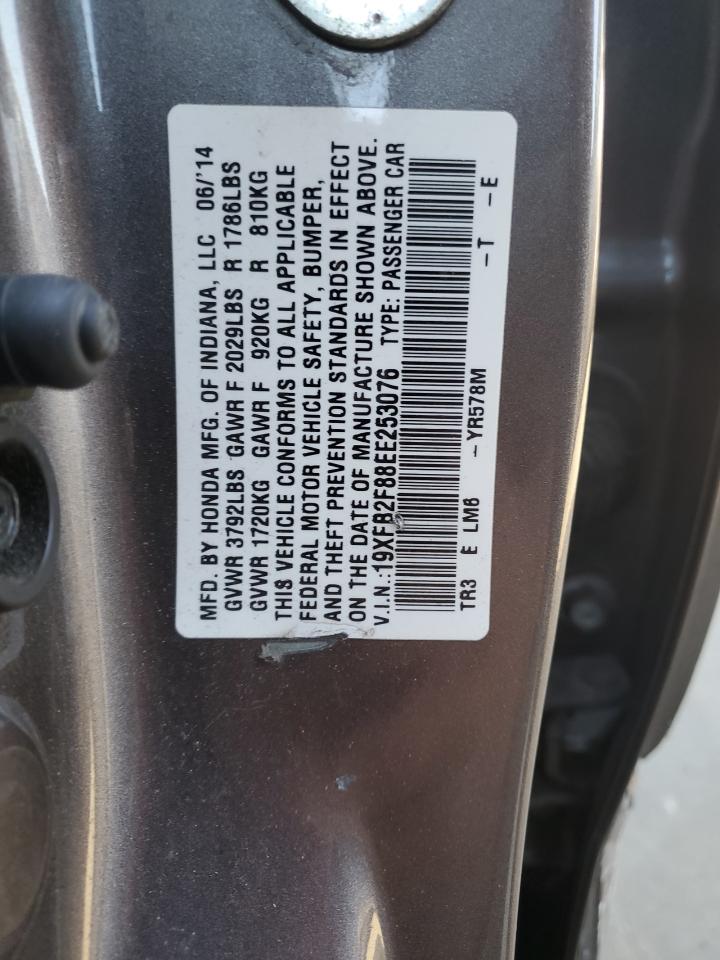 MFD. BY HONDA MFG. OF INDIANA, LLC 06/'14
GVWR 3792LBS GAWR F 2029LBS R 1786LBS
GVWR 1720KG GAWR F 920KG R 810KG
THIS VEHICLE CONFORMS TO ALL APPLICABLE
FEDERAL MOTOR VEHICLE SAFETY, BUMPER,
AND THEFT PREVENTION STANDARDS IN EFFECT
ON THE DATE OF MANUFACTURE SHOWN ABOVE.
V.I.N.:19XFB2F88EE253076 TYPE: PASSENGER CAR
TR3 E LM6 -YR578M -T -E